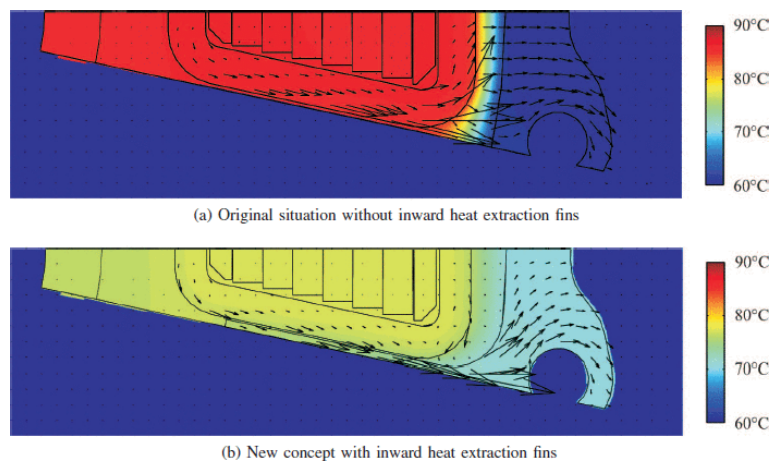 90°C
80°C
70°C
60°C
(a) Original situation without inward heat extraction fins
90°C
80°C
70°C
60°C
(b) New concept with inward heat extraction fins